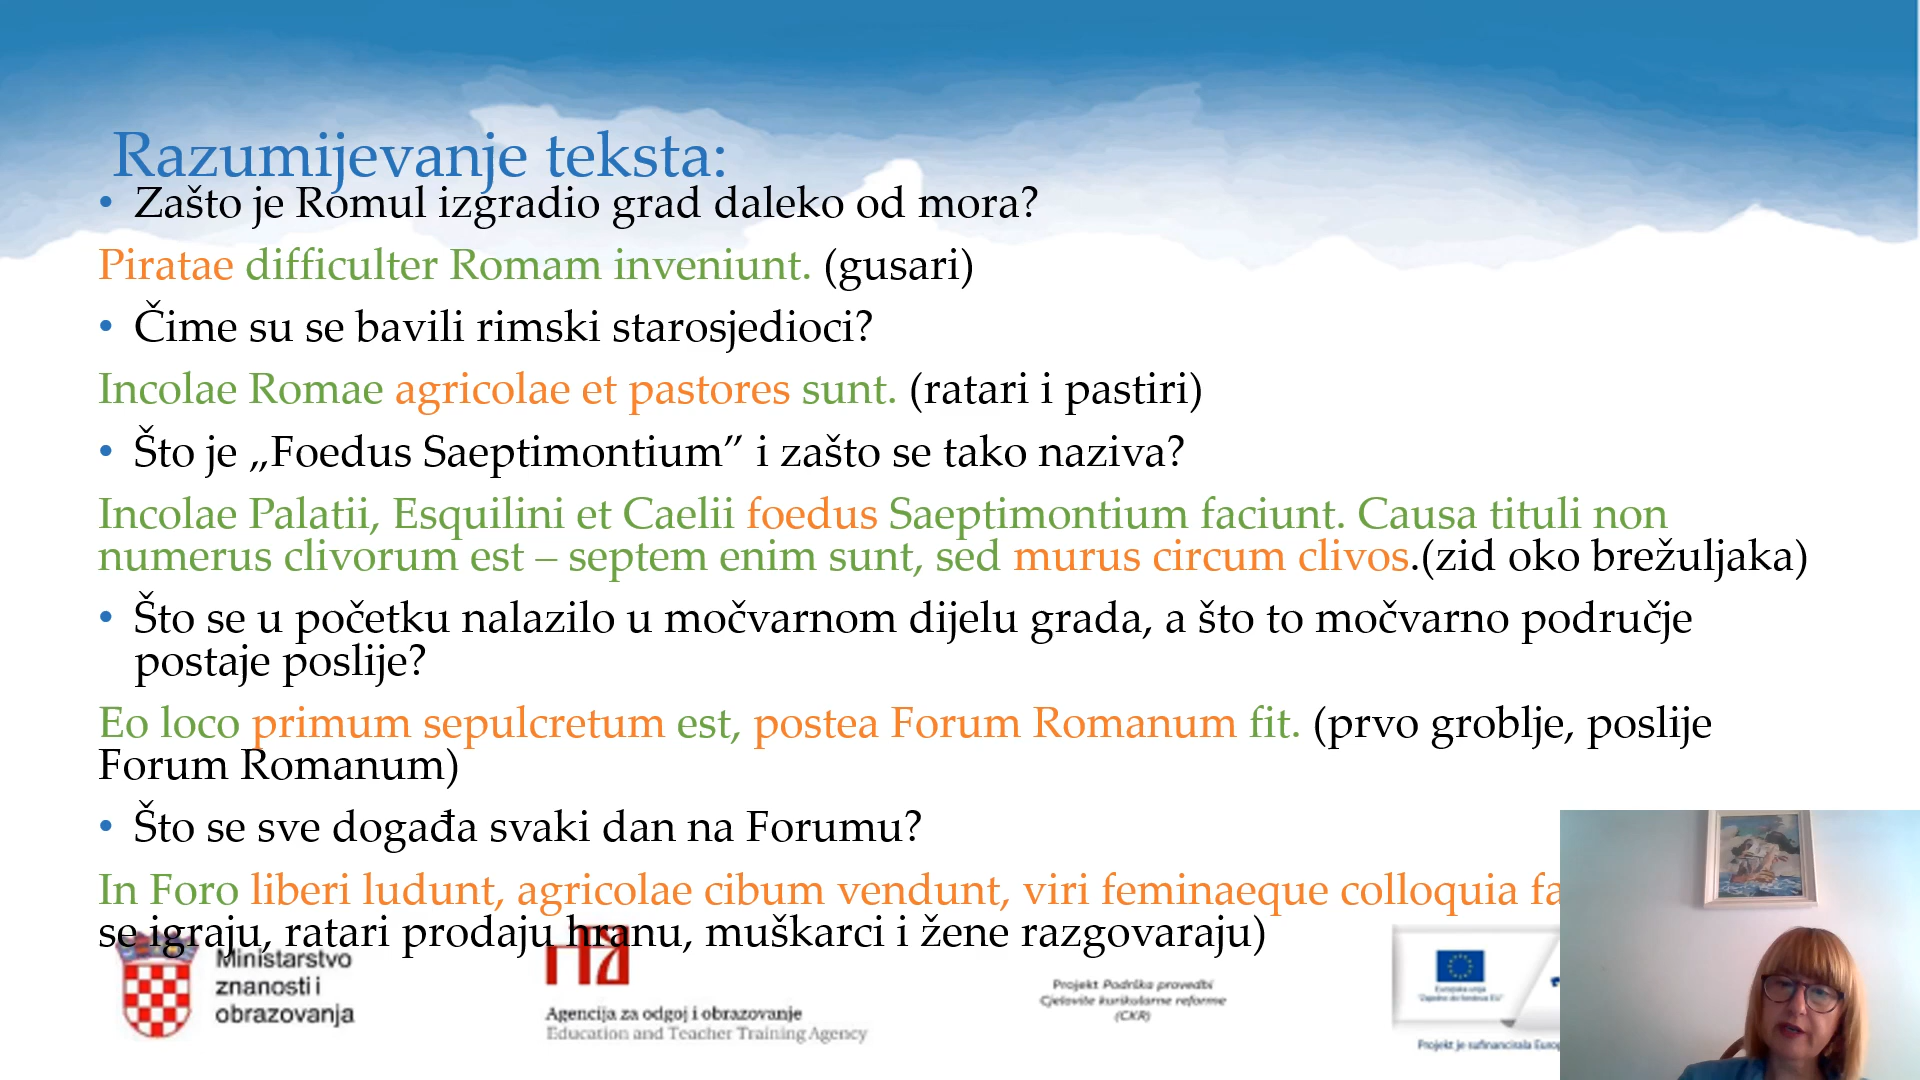 Razumijevanje teksta:
• Zašto je Romul izgradio grad daleko od mora?
Piratae difficulter Romam inveniunt. (gusari)
• Čime su se bavili rimski starosjedioci?
Incolae Romae agricolae et pastores sunt. (ratari i pastiri)
• Što je „Foedus Saeptimontium” i zašto se tako naziva?
Incolae Palatii, Esquilini et Caelii foedus Saeptimontium faciunt. Causa tituli non
numerus clivorum est – septem enim sunt, sed murus circum clivos.(zid oko brežuljaka)
• Što se u početku nalazilo u močvarnom dijelu grada, a što to močvarno područje
postaje poslije?
Eo loco primum sepulcretum est, postea Forum Romanum fit. (prvo groblje, poslije
Forum Romanum)
• Što se sve događa svaki dan na Forumu?
In Foro liberi ludunt, agricolae cibum vendunt, viri feminaeque colloquia fa
se igraju, ratari prodaju hranu, muškarci i žene razgovaraju)
Ministarstvo
znanosti i
obrazovanja
Agencija za odgoj i obrazovanje
Education and Teacher Training Agency
Projekt Podrška provedbi
Cjelovite kurikularne reforme
(CKR)
Europska unija
"Zajedno do fondova EU"
Projekt je sufinancirala Euro